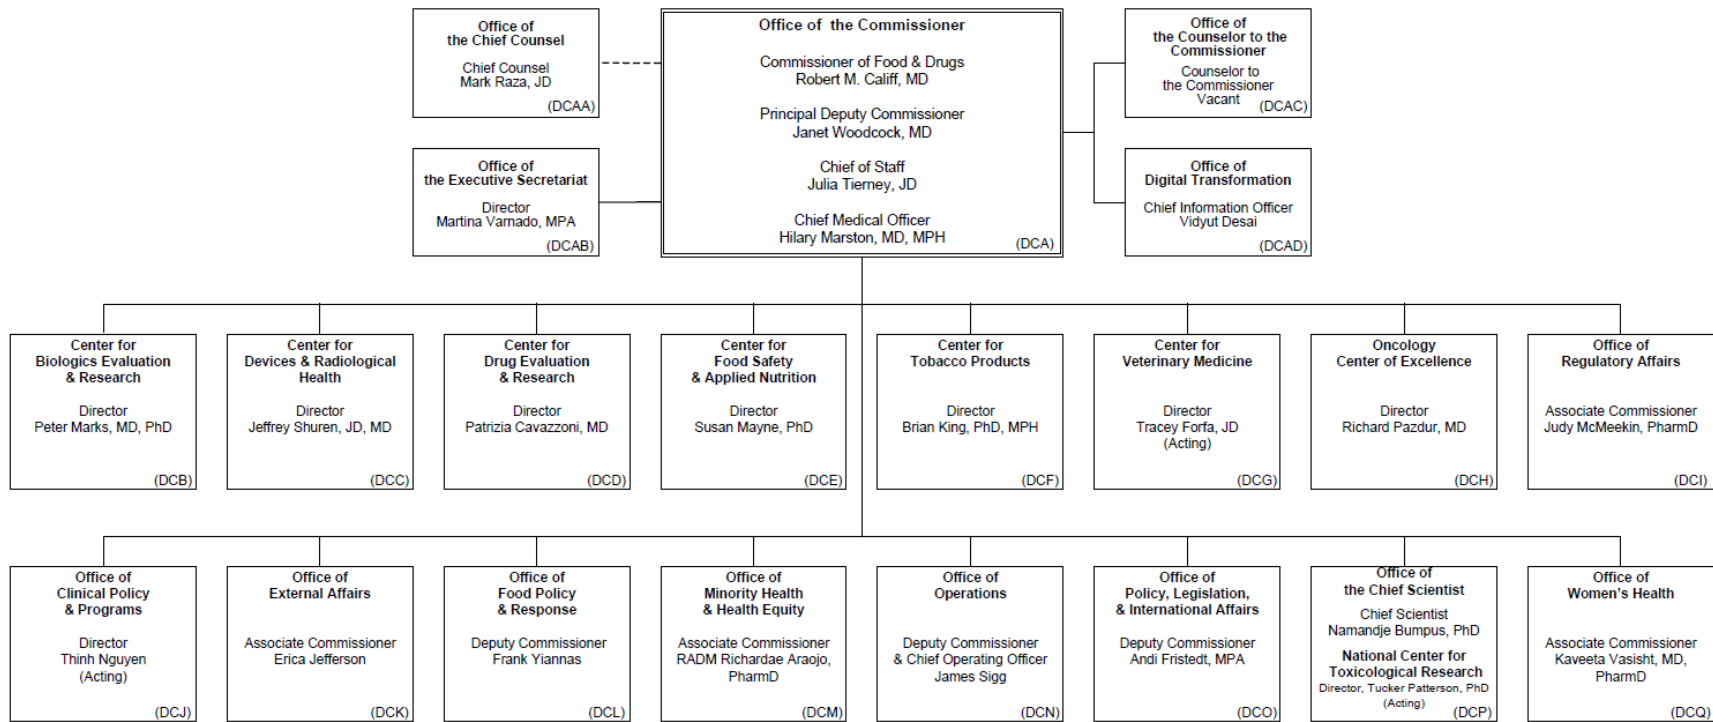 Office of
the Chief Counsel
Chief Counsel
Mark Raza, JD
(DCAA)
Office of the Commissioner
Commissioner of Food & Drugs
Robert M. Califf, MD
Principal Deputy Commissioner
Janet Woodcock, MD
Chief of Staff
Julia Tierney, JD
Chief Medical Officer
Hilary Marston, MD, MPH
(DCA)
Office of
the Counselor to the
Commissioner
Counselor to
the Commissioner
Vacant
(DCAC)
Office of
the Executive Secretariat
Director
Martina Varnado, MPA
(DCAB)
Office of
Digital Transformation
Chief Information Officer
Vidyut Desai
(DCAD)
Center for
Biologics Evaluation
& Research
Director
Peter Marks, MD, PhD
(DCB)
Center for
Devices & Radiological
Health
Director
Jeffrey Shuren, JD, MD
(DCC)
Center for
Drug Evaluation
& Research
Director
Patrizia Cavazzoni, MD
(DCD)
Center for
Food Safety
& Applied Nutrition
Director
Susan Mayne, PhD
(DCE)
Center for
Tobacco Products
Director
Brian King, PhD, MPH
(DCF)
Center for
Veterinary Medicine
Director
Tracey Forfa, JD
(Acting)
(DCG)
Oncology
Center of Excellence
Director
Richard Pazdur, MD
(DCH)
Office of
Regulatory Affairs
Associate Commissioner
Judy McMeekin, PharmD
(DCI)
Office of
Clinical Policy
& Programs
Director
Thinh Nguyen
(Acting)
(DCJ)
Office of
External Affairs
Associate Commissioner
Erica Jefferson
(DCK)
Office of
Food Policy
& Response
Deputy Commissioner
Frank Yiannas
(DCL)
Office of
Minority Health
& Health Equity
Associate Commissioner
RADM Richardae Araojo,
PharmD
(DCM)
Office of
Operations
Deputy Commissioner
& Chief Operating Officer
James Sigg
(DCN)
Office of
Policy, Legislation,
& International Affairs
Deputy Commissioner
Andi Fristedt, MPA
(DCO)
Office of
the Chief Scientist
Chief Scientist
Namandje Bumpus, PhD
National Center for
Toxicological Research
Director, Tucker Patterson, PhD
(Acting)
(DCP)
Office of
Women's Health
Associate Commissioner
Kaveeta Vasisht, MD,
PharmD
(DCQ)